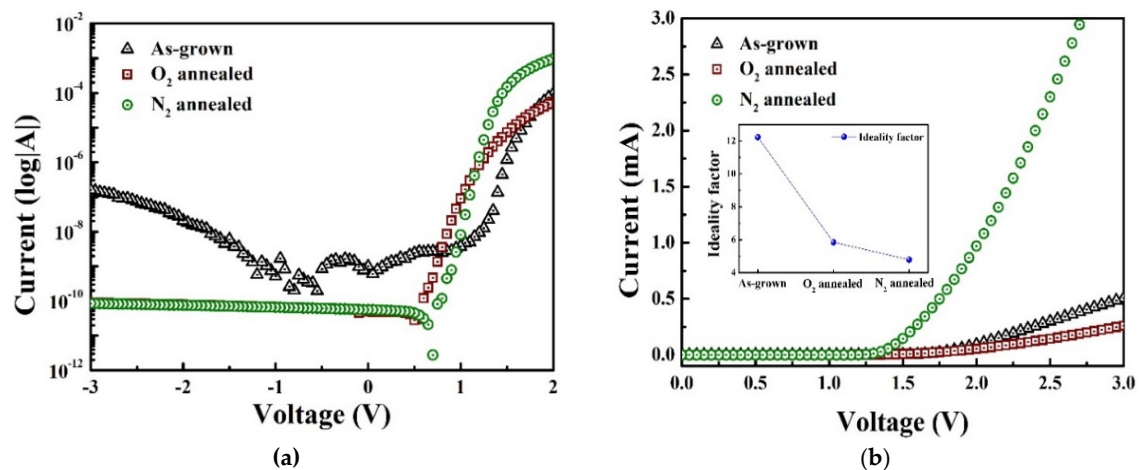 10⁻²
10⁻⁴
10⁻⁶
10⁻⁸
10⁻¹⁰
10⁻¹²
Current (log|A|)
As-grown
O₂ annealed
N₂ annealed
-3 -2 -1 0 1 2
Voltage (V)
(a)
3.0
2.5
2.0
1.5
1.0
0.5
0.0
Current (mA)
As-grown
O₂ annealed
N₂ annealed
12
10
8
6
4
Ideality factor
Ideality factor
As-grown O₂ annealed N₂ annealed
0.0 0.5 1.0 1.5 2.0 2.5 3.0
Voltage (V)
(b)